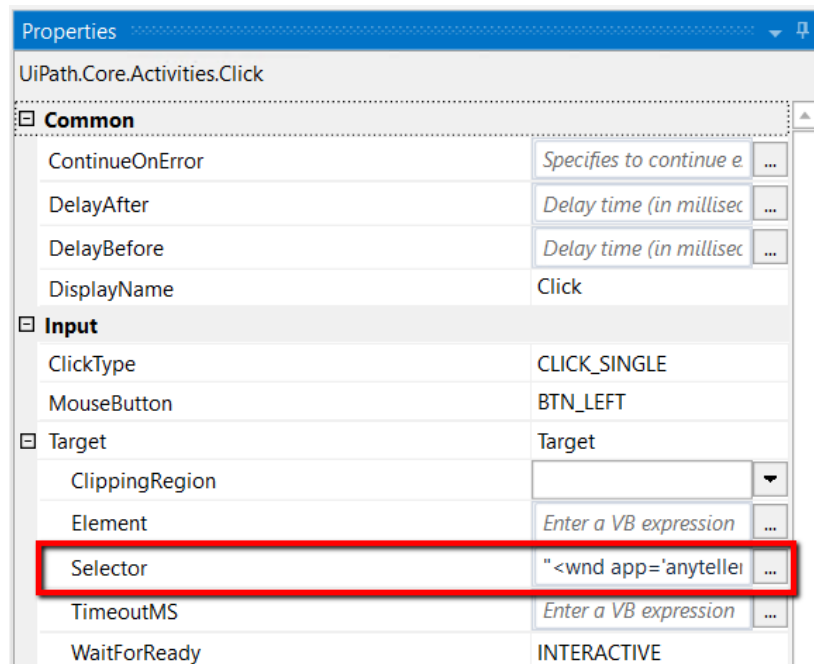 Properties
UiPath.Core.Activities.Click
Common
ContinueOnError Specifies to continue e. ...
DelayAfter Delay time (in millisec ...
DelayBefore Delay time (in millisec ...
DisplayName Click
Input
ClickType CLICK_SINGLE
MouseButton BTN_LEFT
Target Target
ClippingRegion
Element Enter a VB expression ...
Selector "<wnd app='anyteller ...
TimeoutMS Enter a VB expression ...
WaitForReady INTERACTIVE